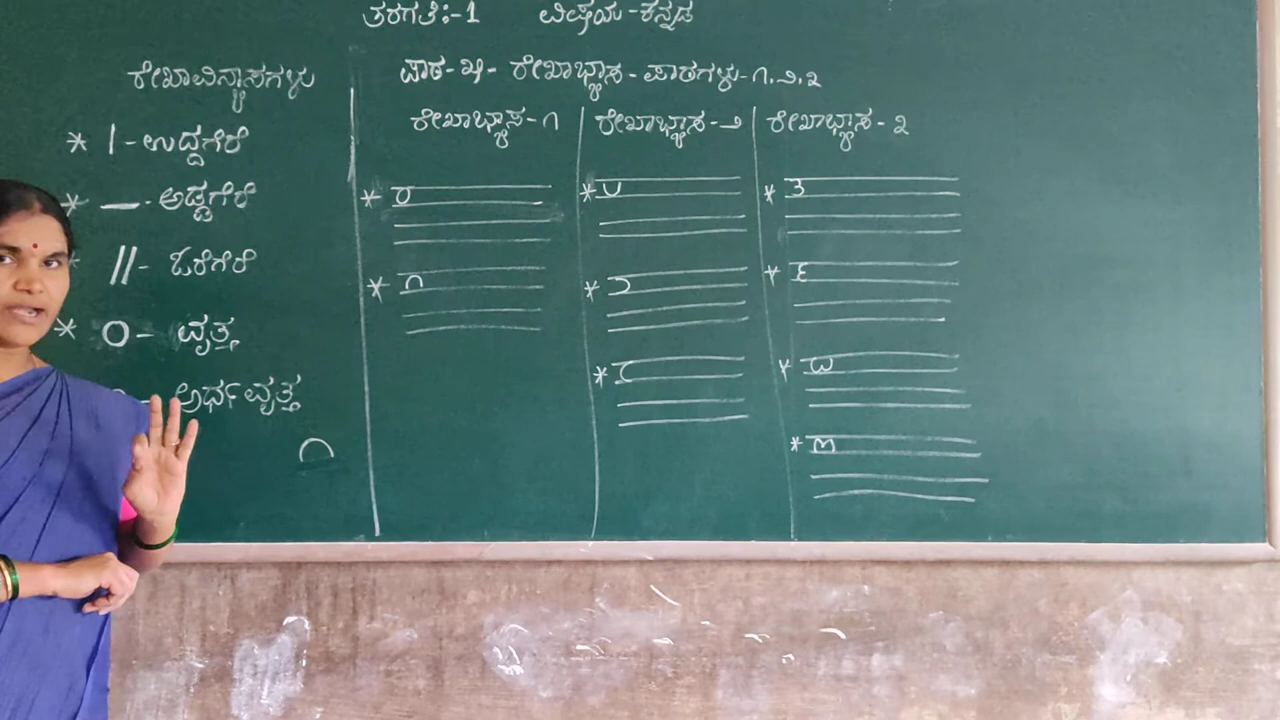 ತರಗತಿ:-1 ವಿಷಯ-ಕನ್ನಡ
ಪಾಠ-೫ - ರೇಖಾಭ್ಯಾಸ - ಪಾಠಗಳು-೧.೨.೩
ರೇಖಾವಿನ್ಯಾಸಗಳು
* | - ಉದ್ದಗೆರೆ
* — - ಅಡ್ಡಗೆರೆ
* // - ಓರೆಗೆರೆ
* O - ವೃತ್ತ
- ಅರ್ಧವೃತ್ತ
ರೇಖಾಭ್ಯಾಸ-೧
ರೇಖಾಭ್ಯಾಸ-೨
ರೇಖಾಭ್ಯಾಸ-೩